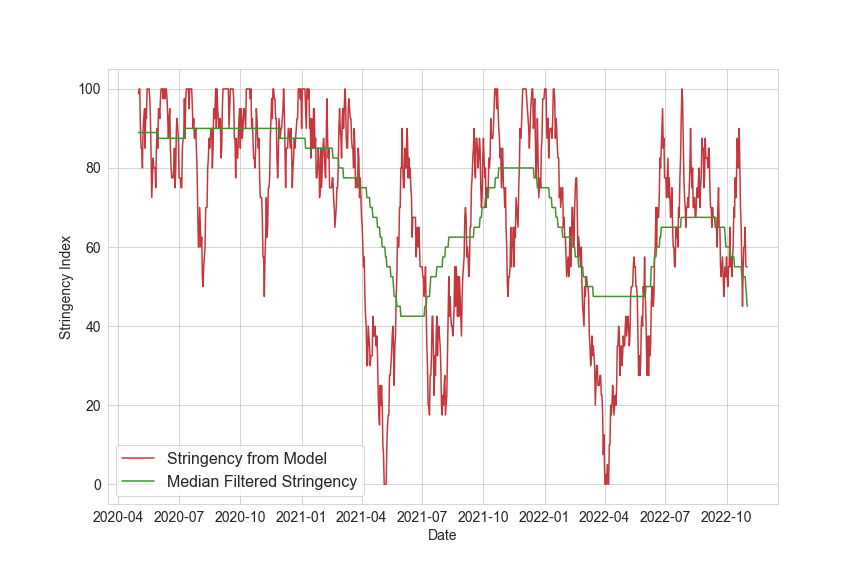 100
80
60
40
20
0
Stringency Index
Stringency from Model
Median Filtered Stringency
2020-04 2020-07 2020-10 2021-01 2021-04 2021-07 2021-10 2022-01 2022-04 2022-07 2022-10
Date